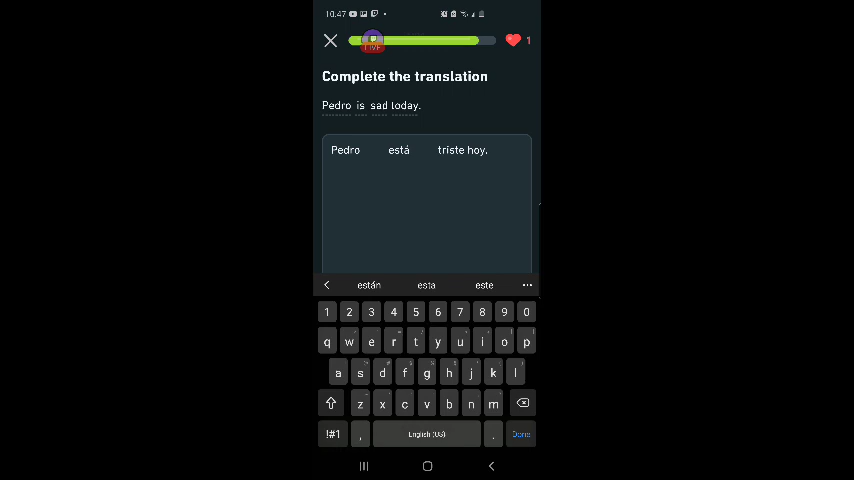 10.47
LIVE
1
Complete the translation
Pedro is sad today.
Pedro está triste hoy.
están esta este
1 2 3 4 5 6 7 8 9 0
q w e r t y u i o p
a s d f g h j k l
z x c v b n m
!#1 , English (US) . Done